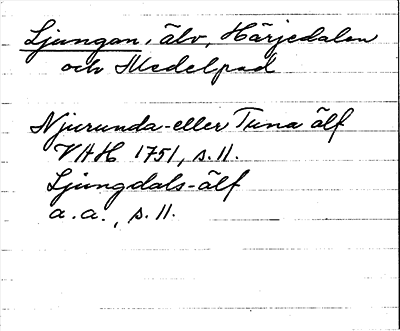 Ljungan, älv, Härjedalen
och Medelpad
Njurunda- eller Tuna älf
VAH 1751, s. 11.
Ljungdals-älf
a. a., s. 11.